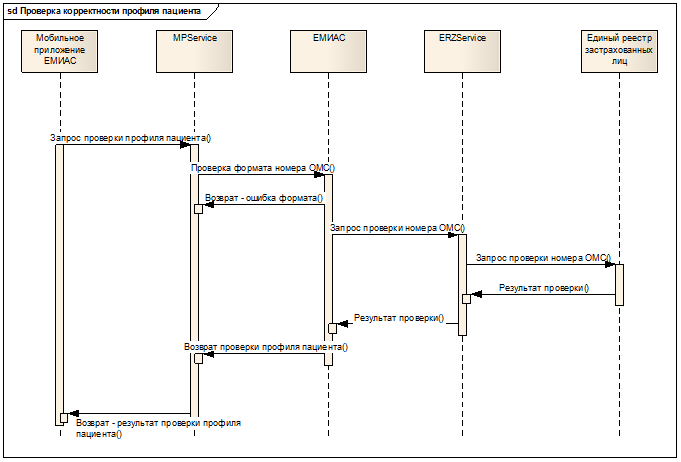 sd Проверка корректности профиля пациента
Мобильное
приложение
ЕМИАС
MPService
ЕМИАС
ERZService
Единый реестр
застрахованных
лиц
Запрос проверки профиля пациента()
Проверка формата номера ОМС()
Возврат - ошибка формата()
Запрос проверки номера ОМС()
Запрос проверки номера ОМС()
Результат проверки()
Результат проверки()
Возврат проверки профиля пациента()
Возврат - результат проверки профиля
пациента()